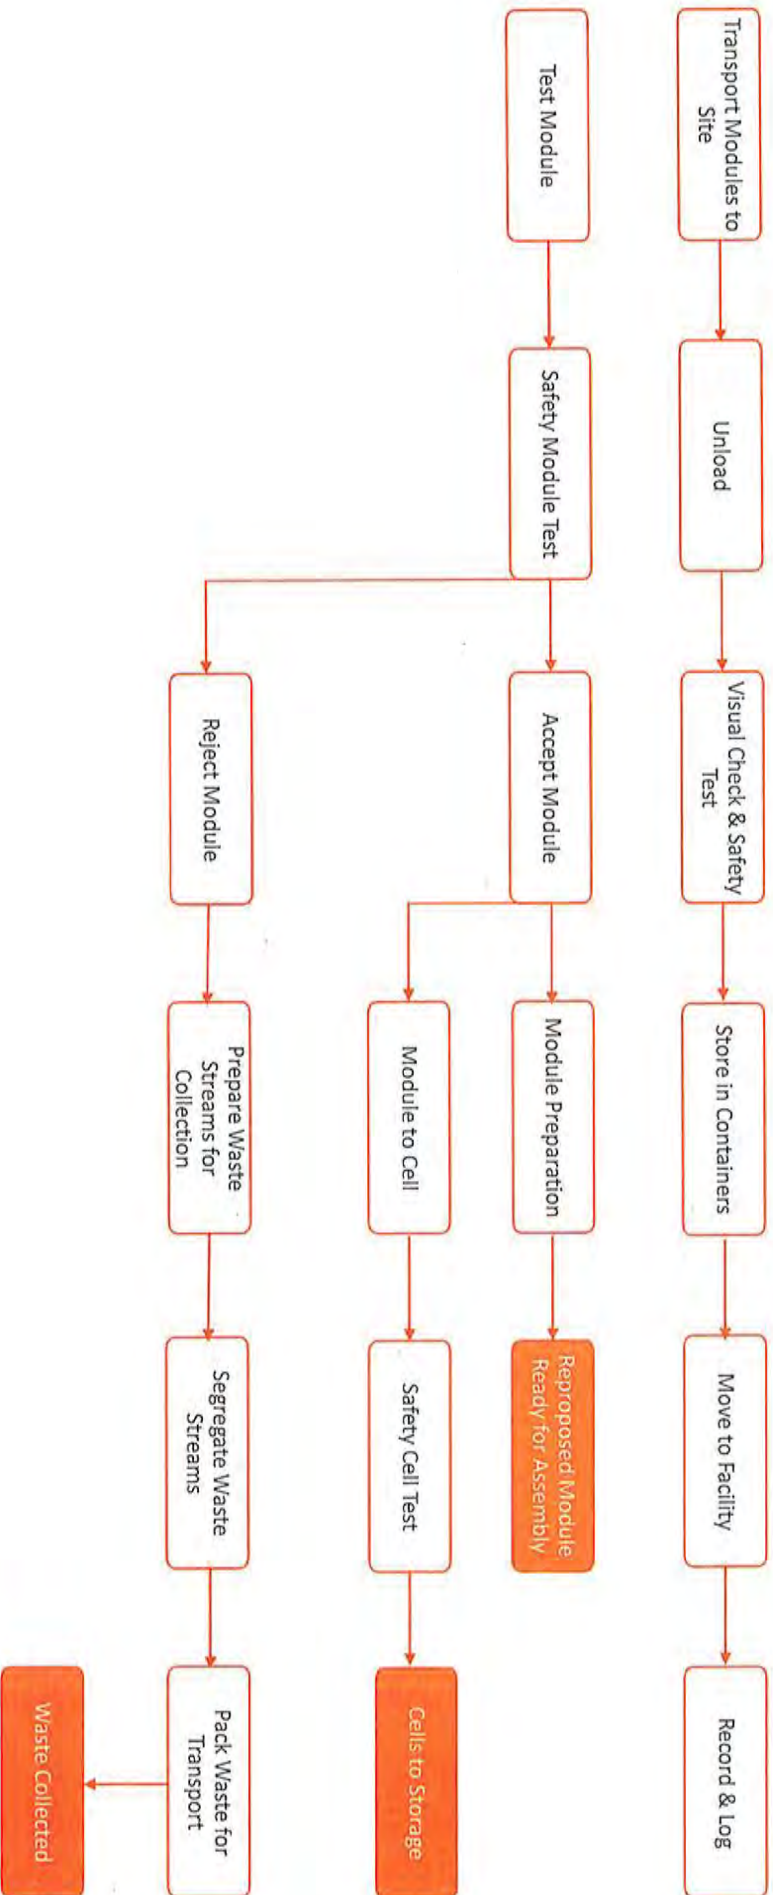 Transport Modules to
Site
Unload
Visual Check & Safety
Test
Store in Containers
Move to Facility
Record & Log
Test Module
Safety Module Test
Accept Module
Module Preparation
Reproposed Module
Ready for Assembly
Module to Cell
Safety Cell Test
Cells to Storage
Reject Module
Prepare Waste
Streams for
Collection
Segregate Waste
Streams
Pack Waste for
Transport
Waste Collected